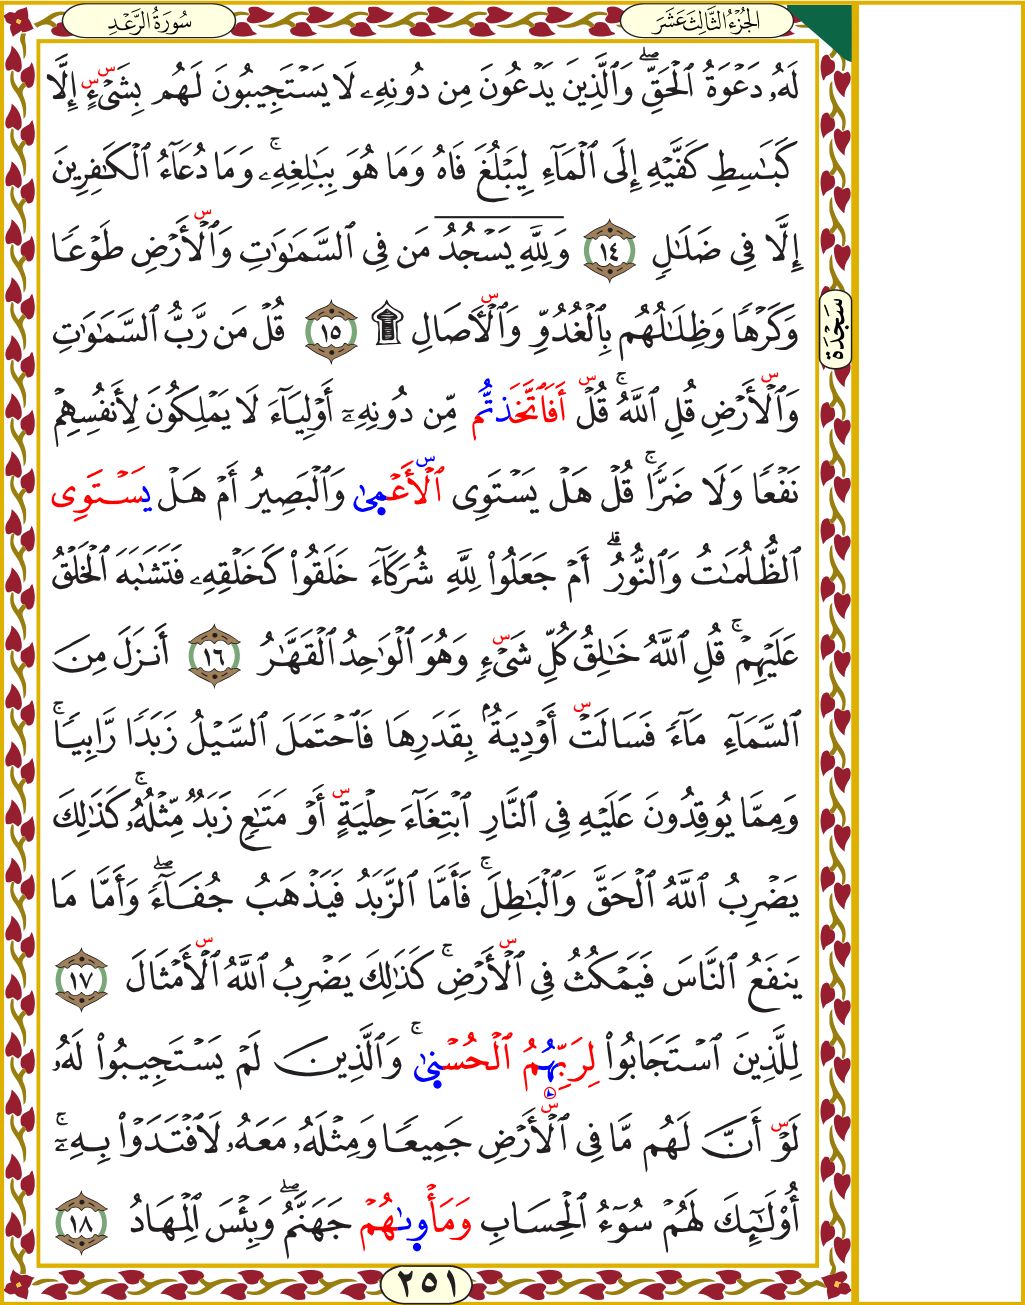 الجُزْءُ الثَّالِثَ عَشَرَ
سُورَةُ الرَّعْدِ
لَهُۥ دَعْوَةُ ٱلْحَقِّۖ وَٱلَّذِينَ يَدْعُونَ مِن دُونِهِۦ لَا يَسْتَجِيبُونَ لَهُم بِشَىْءٍ إِلَّا
كَبَٰسِطِ كَفَّيْهِ إِلَى ٱلْمَآءِ لِيَبْلُغَ فَاهُ وَمَا هُوَ بِبَٰلِغِهِۦۚ وَمَا دُعَآءُ ٱلْكَٰفِرِينَ
إِلَّا فِى ضَلَٰلٍ ١٤ وَلِلَّهِ يَسْجُدُ مَن فِى ٱلسَّمَٰوَٰتِ وَٱلْأَرْضِ طَوْعًا
وَكَرْهًا وَظِلَٰلُهُم بِٱلْغُدُوِّ وَٱلْءَاصَالِ ۩ ١٥ قُلْ مَن رَّبُّ ٱلسَّمَٰوَٰتِ
وَٱلْأَرْضِ قُلِ ٱللَّهُۚ قُلْ أَفَٱتَّخَذتُّم مِّن دُونِهِۦٓ أَوْلِيَآءَ لَا يَمْلِكُونَ لِأَنفُسِهِمْ
نَفْعًا وَلَا ضَرًّاۚ قُلْ هَلْ يَسْتَوِى ٱلْأَعْمَىٰ وَٱلْبَصِيرُ أَمْ هَلْ يَسْتَوِى
ٱلظُّلُمَٰتُ وَٱلنُّورُۗ أَمْ جَعَلُوا۟ لِلَّهِ شُرَكَآءَ خَلَقُوا۟ كَخَلْقِهِۦ فَتَشَٰبَهَ ٱلْخَلْقُ
عَلَيْهِمْۚ قُلِ ٱللَّهُ خَٰلِقُ كُلِّ شَىْءٍ وَهُوَ ٱلْوَٰحِدُ ٱلْقَهَّٰرُ ١٦ أَنزَلَ مِنَ
ٱلسَّمَآءِ مَآءً فَسَالَتْ أَوْدِيَةٌۢ بِقَدَرِهَا فَٱحْتَمَلَ ٱلسَّيْلُ زَبَدًا رَّابِيًاۚ
وَمِمَّا يُوقِدُونَ عَلَيْهِ فِى ٱلنَّارِ ٱبْتِغَآءَ حِلْيَةٍ أَوْ مَتَٰعٍ زَبَدٌ مِّثْلُهُۥۚ كَذَٰلِكَ
يَضْرِبُ ٱللَّهُ ٱلْحَقَّ وَٱلْبَٰطِلَۚ فَأَمَّا ٱلزَّبَدُ فَيَذْهَبُ جُفَآءًۖ وَأَمَّا مَا
يَنفَعُ ٱلنَّاسَ فَيَمْكُثُ فِى ٱلْأَرْضِۚ كَذَٰلِكَ يَضْرِبُ ٱللَّهُ ٱلْأَمْثَالَ ١٧
لِلَّذِينَ ٱسْتَجَابُوا۟ لِرَبِّهِمُ ٱلْحُسْنَىٰۚ وَٱلَّذِينَ لَمْ يَسْتَجِيبُوا۟ لَهُۥ
لَوْ أَنَّ لَهُم مَّا فِى ٱلْأَرْضِ جَمِيعًا وَمِثْلَهُۥ مَعَهُۥ لَٱفْتَدَوْا۟ بِهِۦٓۚ
أُو۟لَٰٓئِكَ لَهُمْ سُوٓءُ ٱلْحِسَابِ وَمَأْوَىٰهُمْ جَهَنَّمُۖ وَبِئْسَ ٱلْمِهَادُ ١٨
سَجْدَة
٢٥١